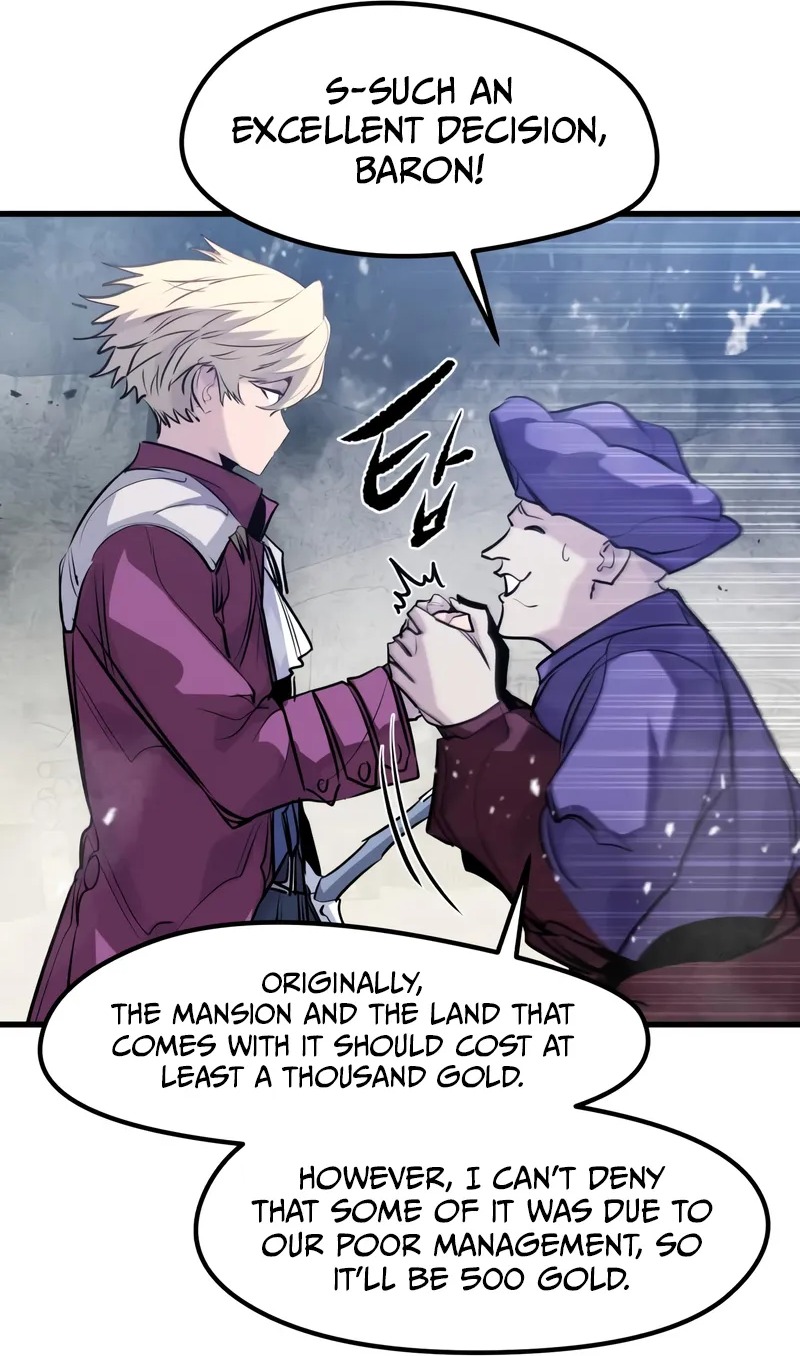 S-SUCH AN
EXCELLENT DECISION,
BARON!
탑
ORIGINALLY,
THE MANSION AND THE LAND THAT
COMES WITH IT SHOULD COST AT
LEAST A THOUSAND GOLD.
HOWEVER, I CAN'T DENY
THAT SOME OF IT WAS DUE TO
OUR POOR MANAGEMENT, SO
IT'LL BE 500 GOLD.